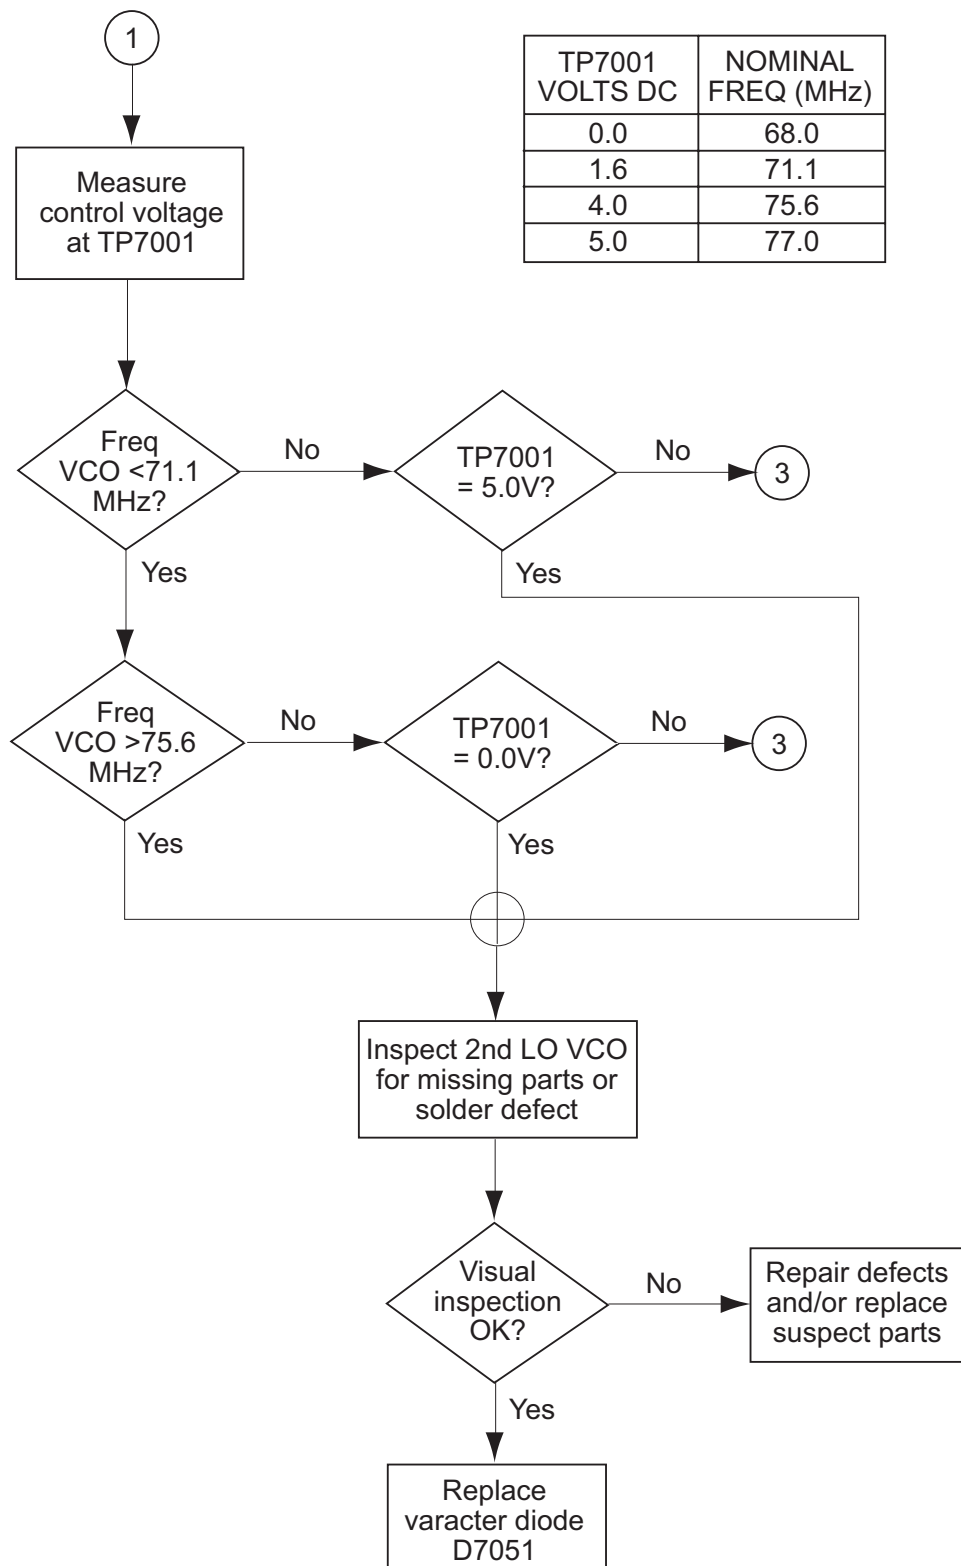 1
TP7001
VOLTS DC
NOMINAL
FREQ (MHz)
0.0
68.0
1.6
71.1
4.0
75.6
5.0
77.0
Measure
control voltage
at TP7001
Freq
VCO <71.1
MHz?
No
TP7001
= 5.0V?
No
3
Yes
Yes
Freq
VCO >75.6
MHz?
No
TP7001
= 0.0V?
No
3
Yes
Yes
Inspect 2nd LO VCO
for missing parts or
solder defect
Visual
inspection
OK?
No
Repair defects
and/or replace
suspect parts
Yes
Replace
varacter diode
D7051